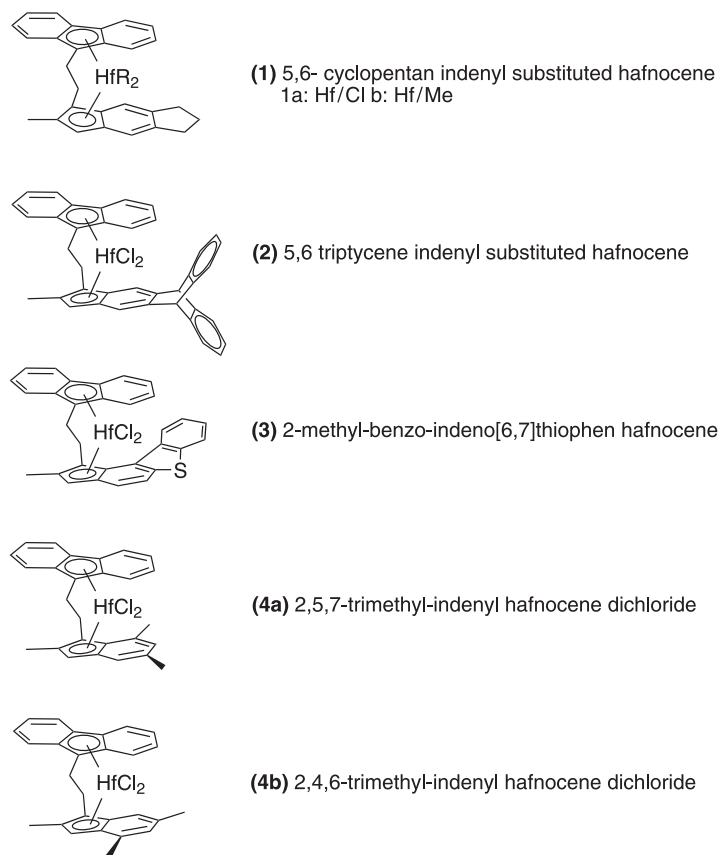 HfR2
(1) 5,6- cyclopentan indenyl substituted hafnocene
1a: Hf/Cl b: Hf/Me
HfCl2
(2) 5,6 triptycene indenyl substituted hafnocene
HfCl2
S
(3) 2-methyl-benzo-indeno[6,7]thiophen hafnocene
HfCl2
(4a) 2,5,7-trimethyl-indenyl hafnocene dichloride
HfCl2
(4b) 2,4,6-trimethyl-indenyl hafnocene dichloride